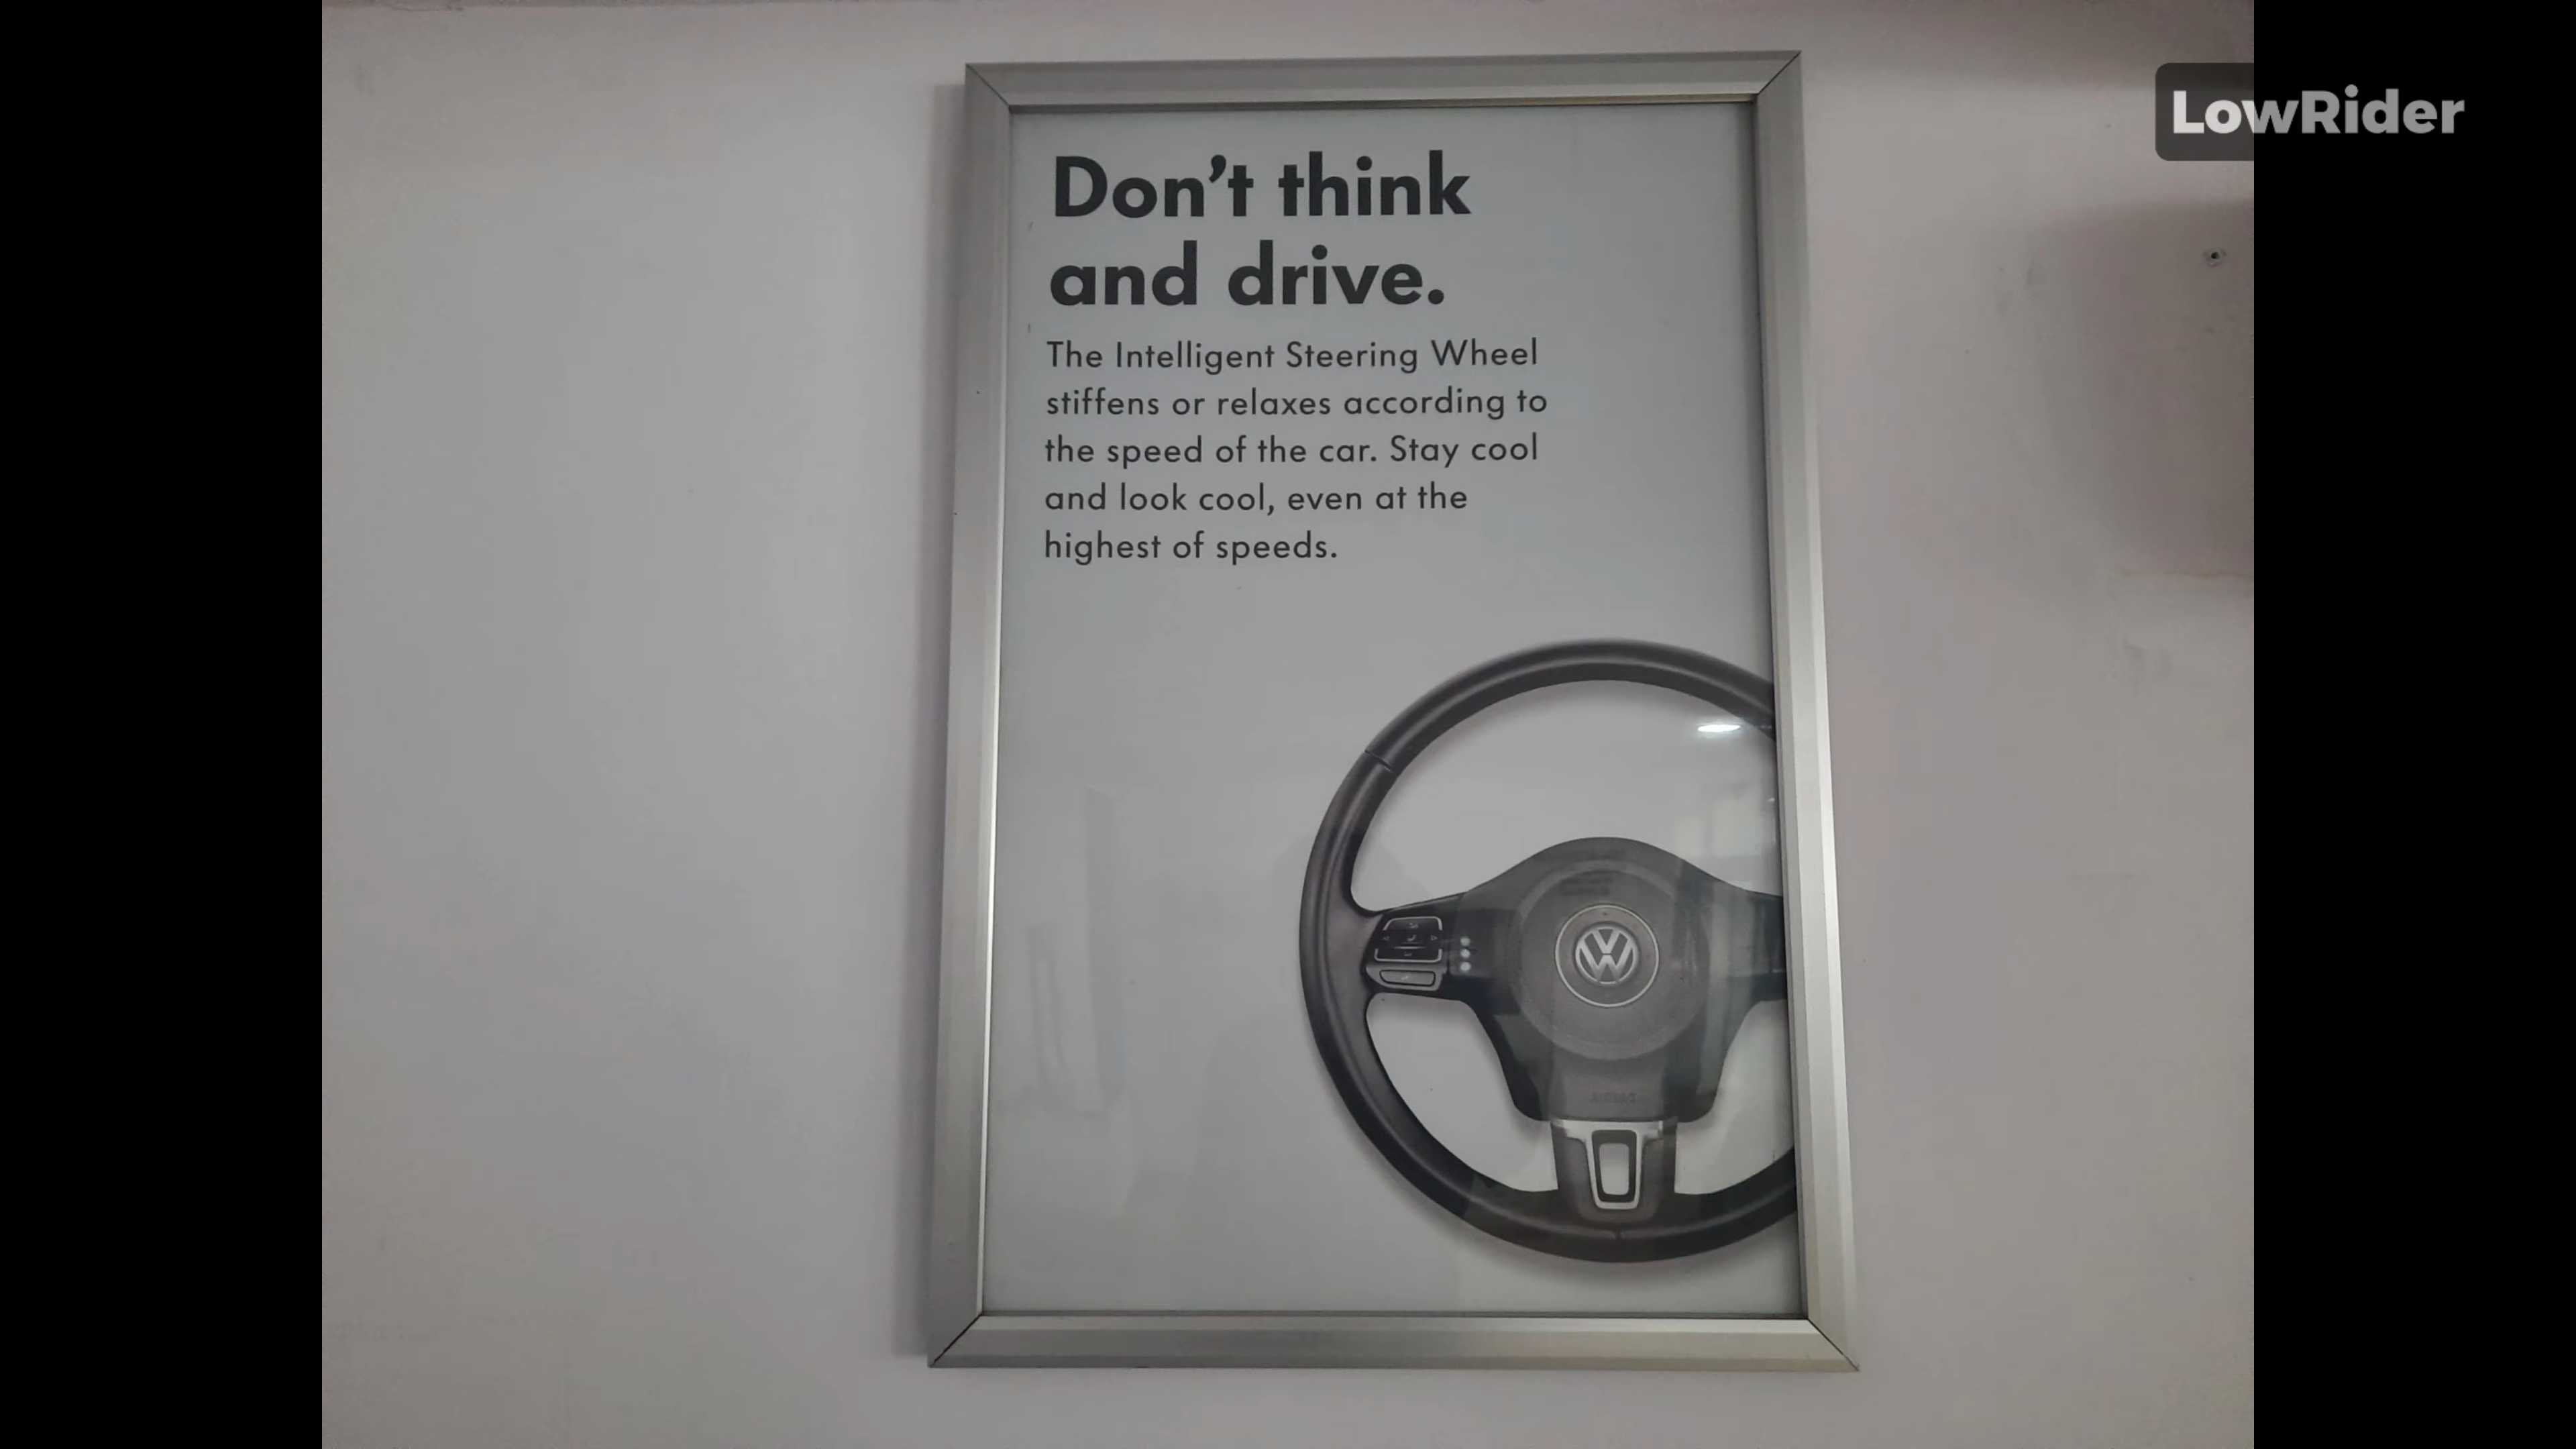 LowRider
Don't think
and drive.
The Intelligent Steering Wheel
stiffens or relaxes according to
the speed of the car. Stay cool
and look cool, even at the
highest of speeds.
AIRBAG